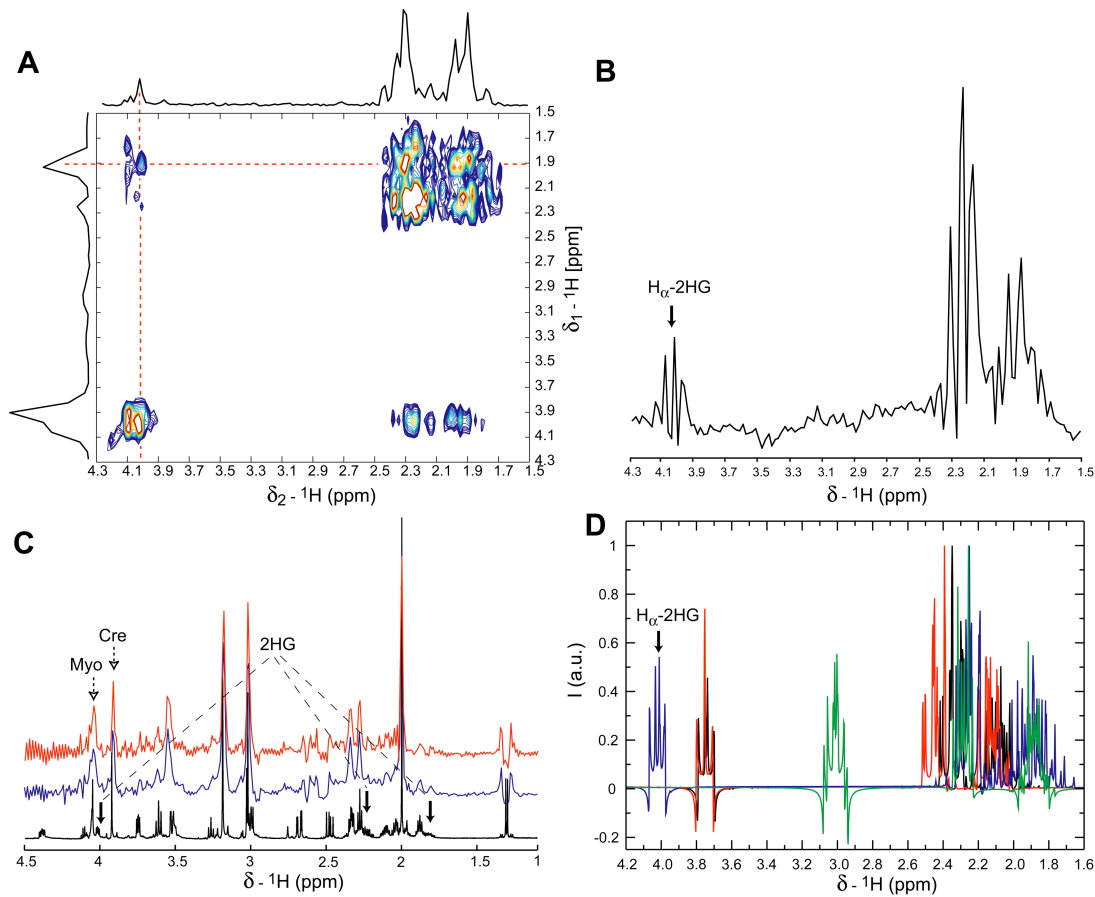 A
1.5
1.7
1.9
2.1
2.3
2.5
2.7
2.9
3.1
3.3
3.5
3.7
3.9
4.1
4.3
δ1 - 1H [ppm]
4.3 4.1 3.9 3.7 3.5 3.3 3.1 2.9 2.7 2.5 2.3 2.1 1.9 1.7 1.5
δ2 - 1H (ppm)
B
Hα-2HG
4.3 4.1 3.9 3.7 3.5 3.3 3.1 2.9 2.7 2.5 2.3 2.1 1.9 1.7 1.5
δ - 1H (ppm)
C
Cre
Myo
2HG
4.5 4 3.5 3 2.5 2 1.5 1
δ - 1H (ppm)
D
Hα-2HG
I (a.u.)
1
0.8
0.6
0.4
0.2
0
-0.2
4.2 4.0 3.8 3.6 3.4 3.2 3.0 2.8 2.6 2.4 2.2 2.0 1.8 1.6
δ - 1H (ppm)